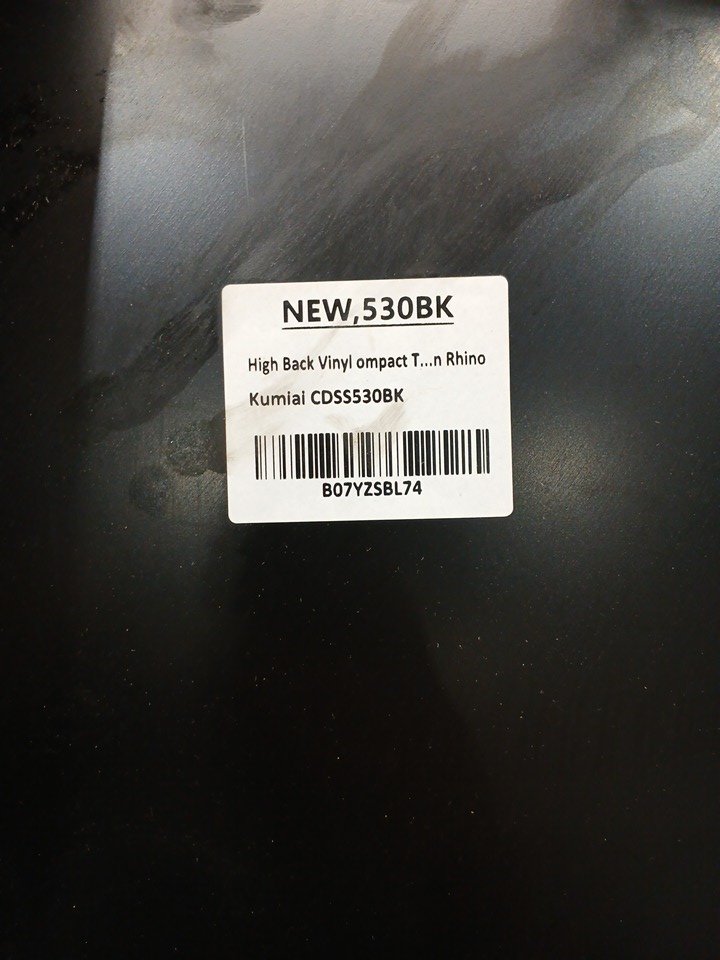 NEW,530BK
High Back Vinyl ompact T...n Rhino
Kumiai CDSS530BK
B07YZSBL74